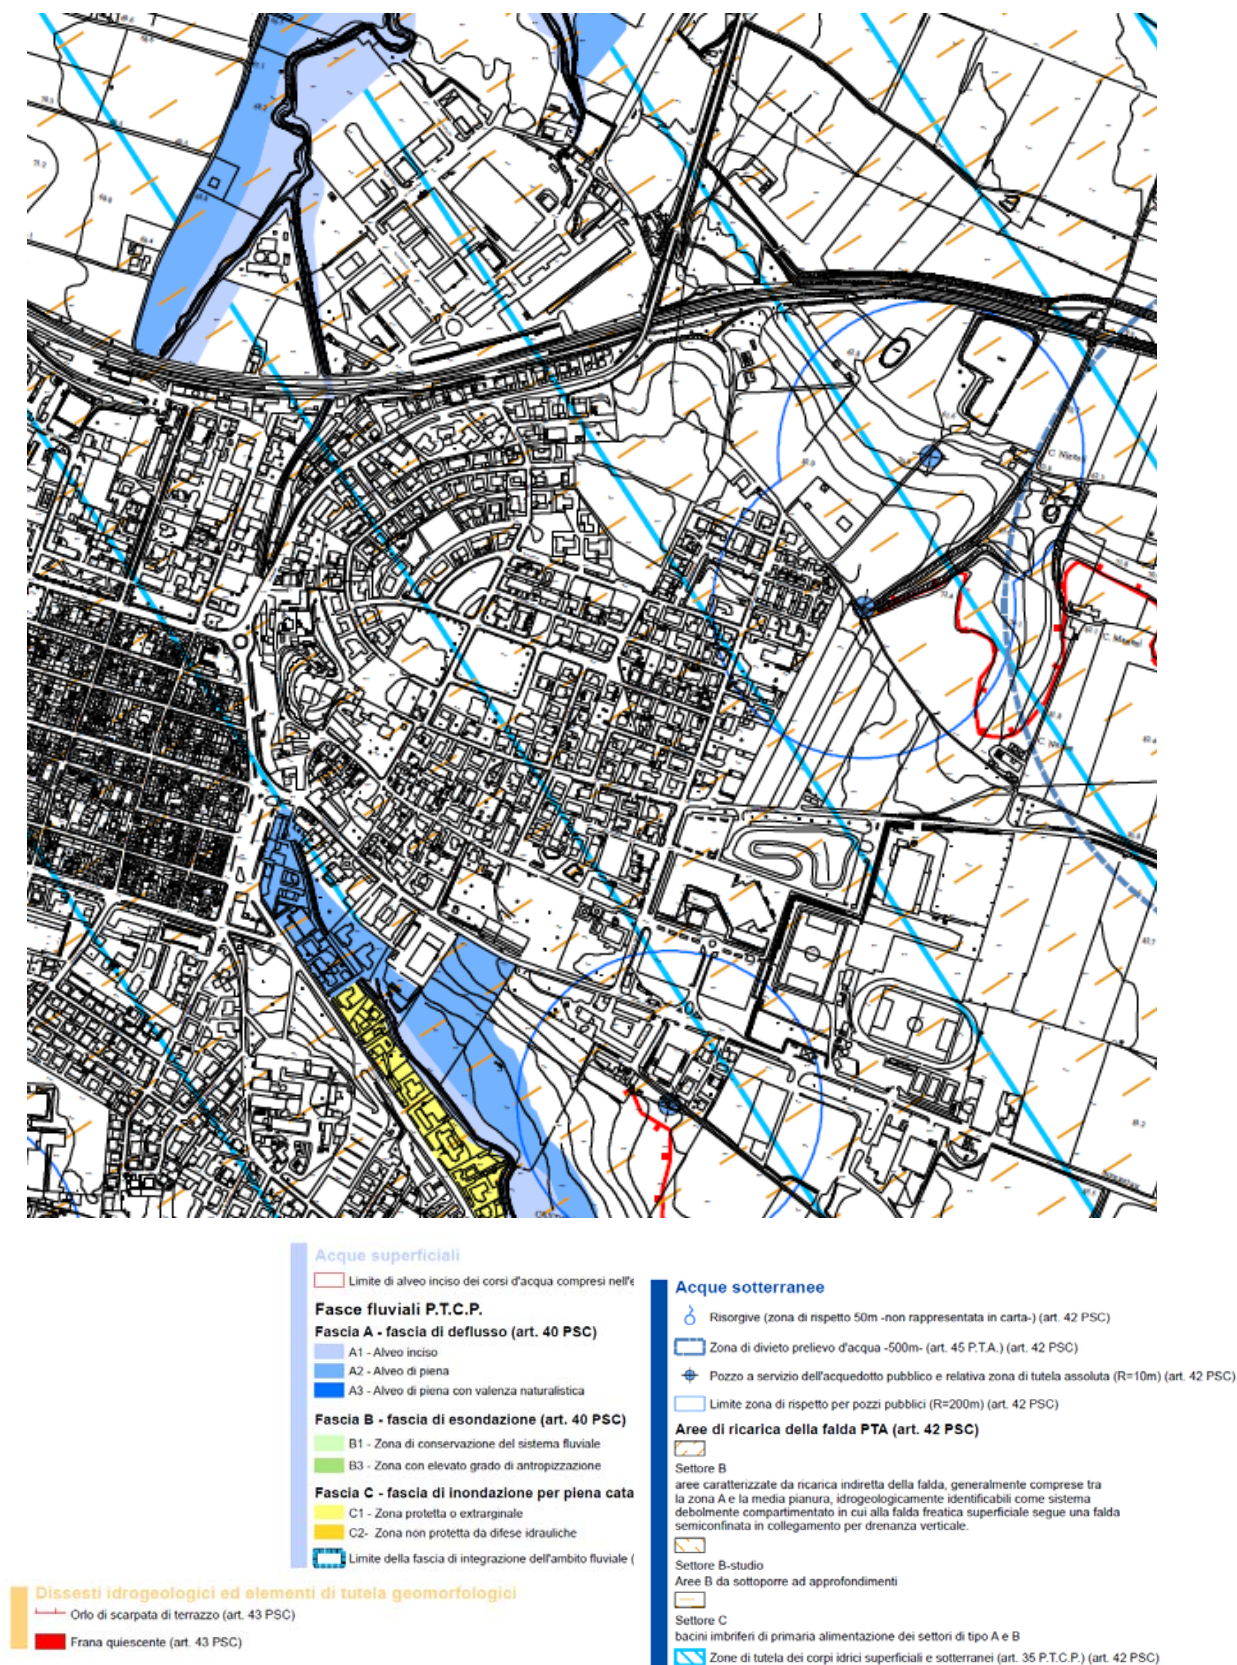 C. Nicelli
Acque superficiali
Limite di alveo inciso dei corsi d'acqua compresi nell'e
Fasce fluviali P.T.C.P.
Fascia A - fascia di deflusso (art. 40 PSC)
A1 - Alveo inciso
A2 - Alveo di piena
A3 - Alveo di piena con valenza naturalistica
Fascia B - fascia di esondazione (art. 40 PSC)
B1 - Zona di conservazione del sistema fluviale
B3 - Zona con elevato grado di antropizzazione
Fascia C - fascia di inondazione per piena cata
C1 - Zona protetta o extrarginale
C2- Zona non protetta da difese idrauliche
Limite della fascia di integrazione dell'ambito fluviale (
Dissesti idrogeologici ed elementi di tutela geomorfologici
Orlo di scarpata di terrazzo (art. 43 PSC)
Frana quiescente (art. 43 PSC)
Acque sotterranee
Risorgive (zona di rispetto 50m -non rappresentata in carta-) (art. 42 PSC)
Zona di divieto prelievo d'acqua -500m- (art. 45 P.T.A.) (art. 42 PSC)
Pozzo a servizio dell'acquedotto pubblico e relativa zona di tutela assoluta (R=10m) (art. 42 PSC)
Limite zona di rispetto per pozzi pubblici (R=200m) (art. 42 PSC)
Aree di ricarica della falda PTA (art. 42 PSC)
Settore B
aree caratterizzate da ricarica indiretta della falda, generalmente comprese tra
la zona A e la media pianura, idrogeologicamente identificabili come sistema
debolmente compartimentato in cui alla falda freatica superficiale segue una falda
semiconfinata in collegamento per drenanza verticale.
Settore B-studio
Aree B da sottoporre ad approfondimenti
Settore C
bacini imbriferi di primaria alimentazione dei settori di tipo A e B
Zone di tutela dei corpi idrici superficiali e sotterranei (art. 35 P.T.C.P.) (art. 42 PSC)